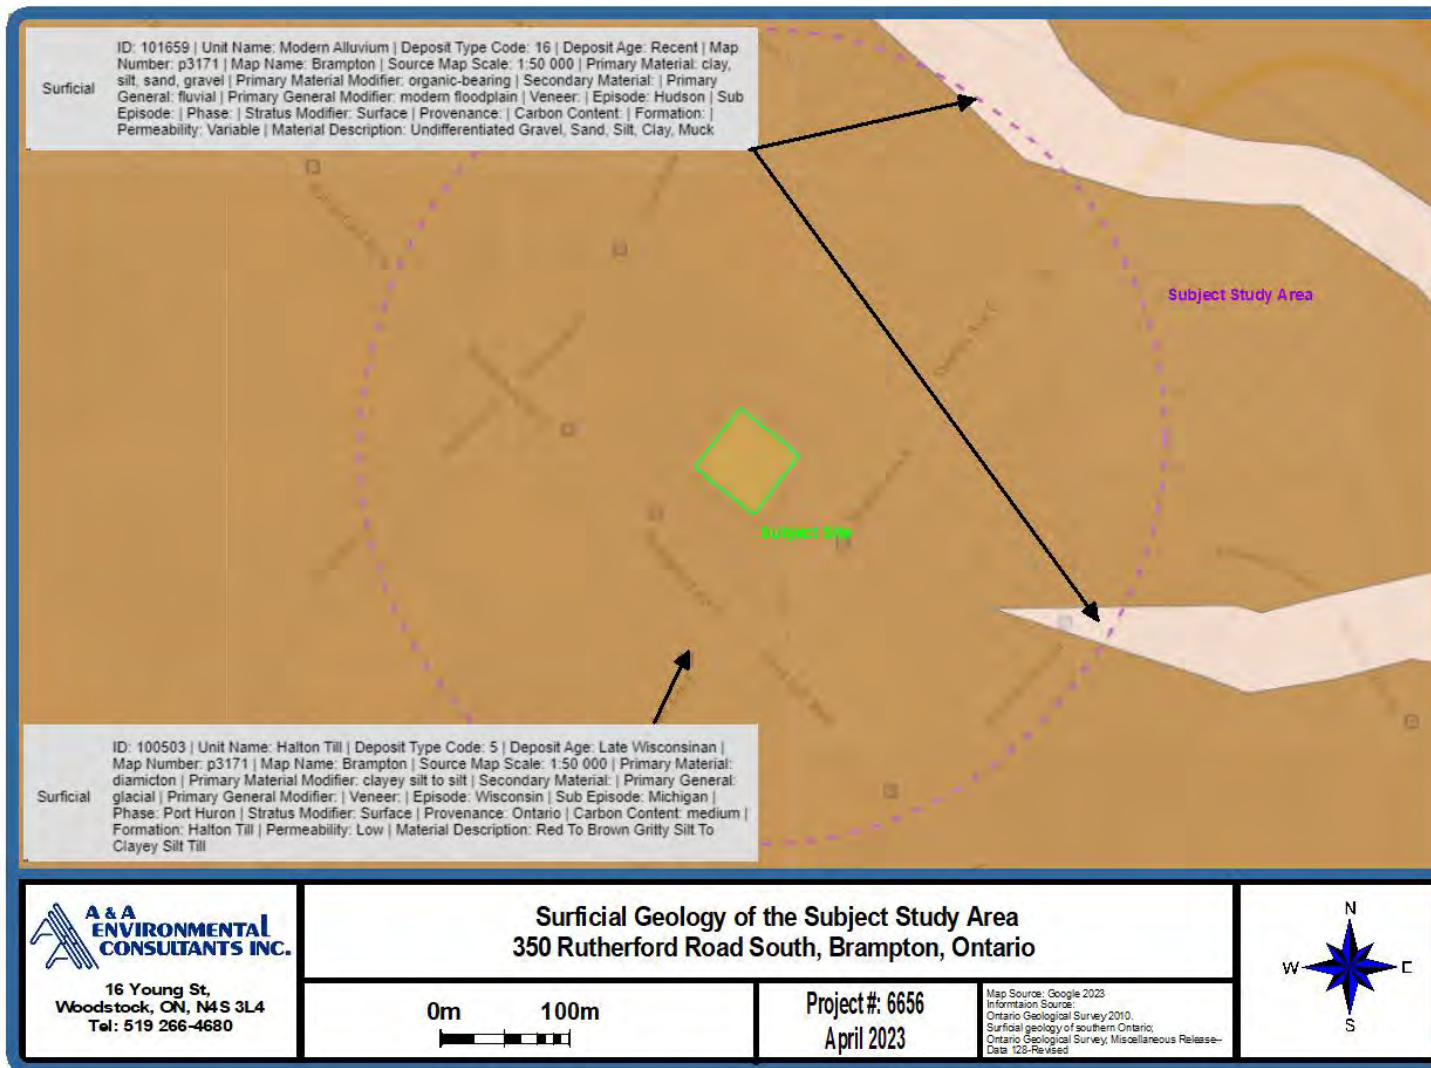 Surficial
ID: 101659 | Unit Name: Modern Alluvium | Deposit Type Code: 16 | Deposit Age: Recent | Map
Number: p3171 | Map Name: Brampton | Source Map Scale: 1:50 000 | Primary Material: clay,
silt, sand, gravel | Primary Material Modifier: organic-bearing | Secondary Material: | Primary
General: fluvial | Primary General Modifier: modern floodplain | Veneer: | Episode: Hudson | Sub
Episode: | Phase: | Stratus Modifier: Surface | Provenance: | Carbon Content: | Formation: |
Permeability: Variable | Material Description: Undifferentiated Gravel, Sand, Silt, Clay, Muck
Subject Study Area
Subject Site
Surficial
ID: 100503 | Unit Name: Halton Till | Deposit Type Code: 5 | Deposit Age: Late Wisconsinan |
Map Number: p3171 | Map Name: Brampton | Source Map Scale: 1:50 000 | Primary Material:
diamicton | Primary Material Modifier: clayey silt to silt | Secondary Material: | Primary General:
glacial | Primary General Modifier: | Veneer: | Episode: Wisconsin | Sub Episode: Michigan |
Phase: Port Huron | Stratus Modifier: Surface | Provenance: Ontario | Carbon Content: medium |
Formation: Halton Till | Permeability: Low | Material Description: Red To Brown Gritty Silt To
Clayey Silt Till
A & A
ENVIRONMENTAL
CONSULTANTS INC.
16 Young St,
Woodstock, ON, N4S 3L4
Tel: 519 266-4680
Surficial Geology of the Subject Study Area
350 Rutherford Road South, Brampton, Ontario
0m 100m
Project #: 6656
April 2023
Map Source: Google 2023
Informtaion Source:
Ontario Geological Survey 2010.
Surficial geology of southern Ontario;
Ontario Geological Survey, Miscellaneous Release--
Data 128-Revised
N
W E
S